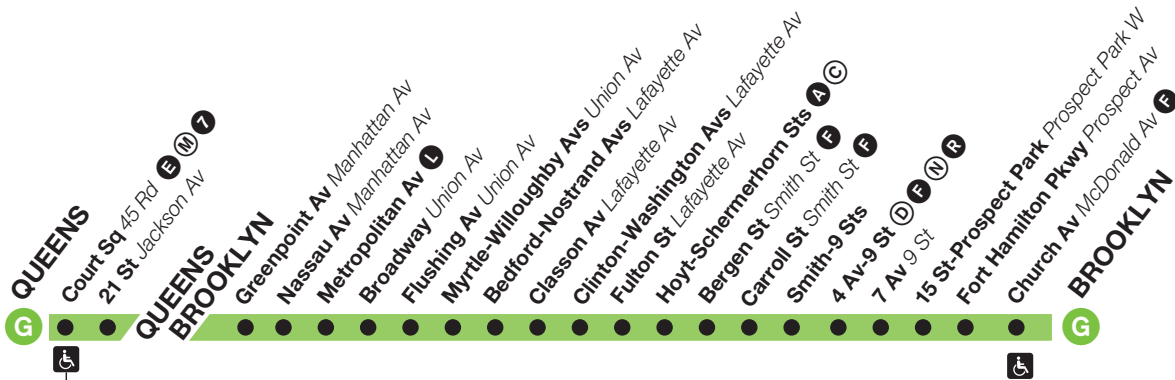 G
QUEENS
Court Sq 45 Rd E M 7
21 St Jackson Av
QUEENS
BROOKLYN
Greenpoint Av Manhattan Av
Nassau Av Manhattan Av
Metropolitan Av L
Broadway Union Av
Flushing Av Union Av
Myrtle-Willoughby Avs Union Av
Bedford-Nostrand Avs Lafayette Av
Classon Av Lafayette Av
Clinton-Washington Avs Lafayette Av
Fulton St Lafayette Av
Hoyt-Schermerhorn Sts A C
Bergen St Smith St F
Carroll St Smith St F
Smith-9 Sts
4 Av-9 St D F N R
7 Av 9 St
15 St-Prospect Park Prospect Park W
Fort Hamilton Pkwy Prospect Av
Church Av McDonald Av F
BROOKLYN
G